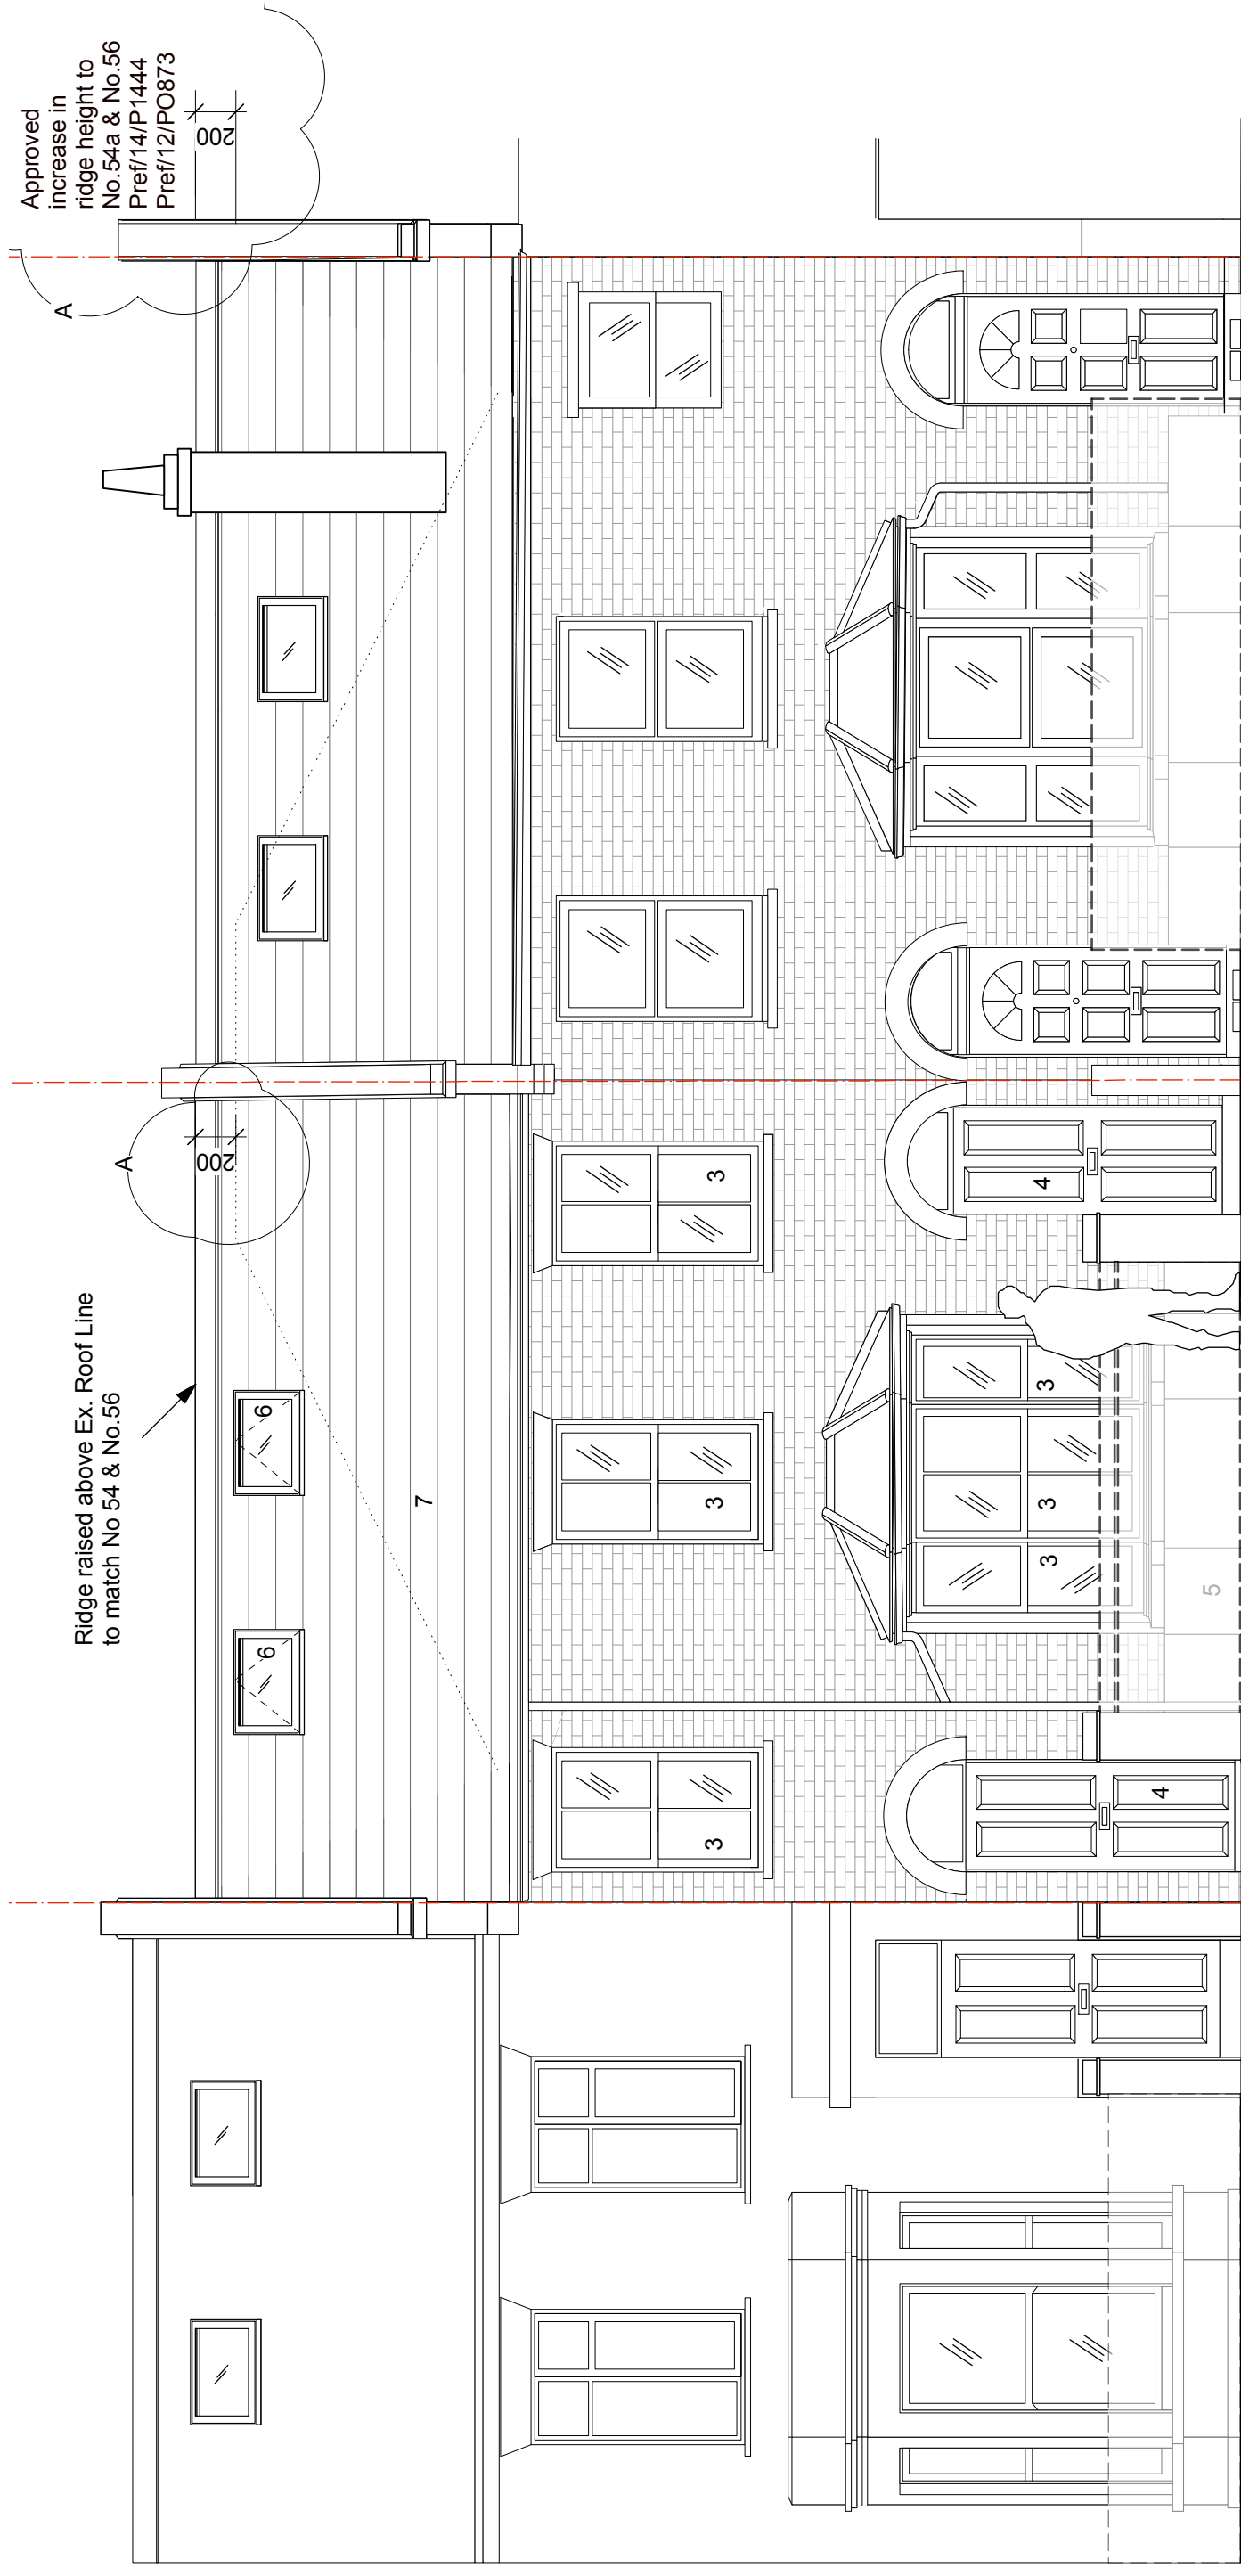 Approved
increase in
ridge height to
No.54a & No.56
Pref/14/P1444
Pref/12/PO873
200
A
Ridge raised above Ex. Roof Line
to match No 54 & No.56
A
200
6
6
7
3
3
3
4
3
3
3
4
5